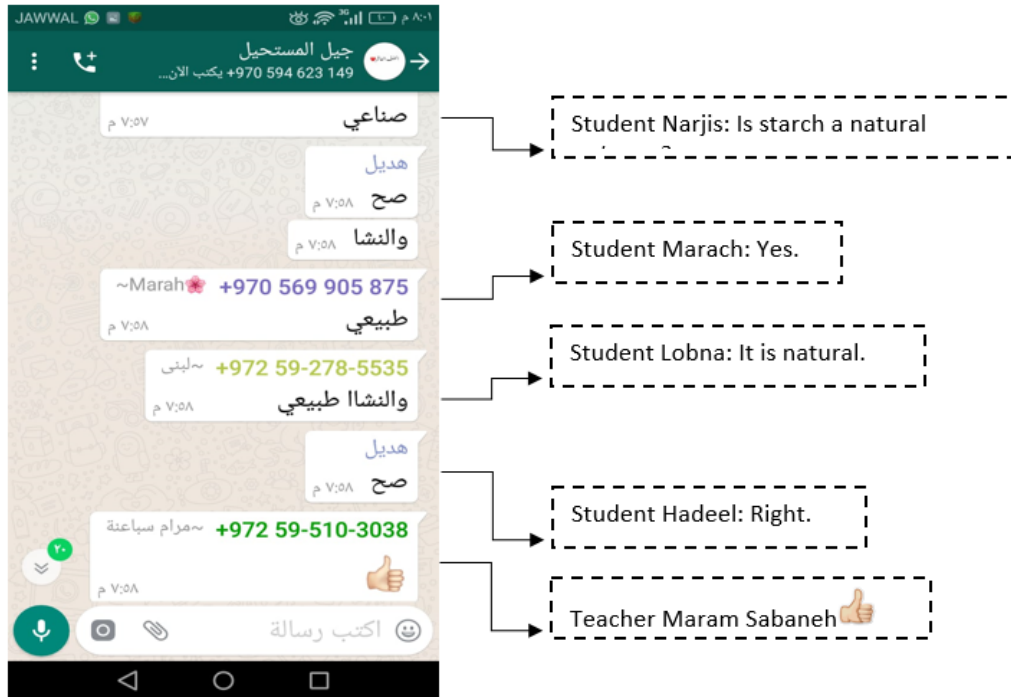 JAWWAL
3G
٨:٠١ م
جيل المستحيل
+970 594 623 149 يكتب الآن...
صناعي
٧:٥٧ م
هديل
صح
٧:٥٨ م
والنشا
٧:٥٨ م
+970 569 905 875 ~Marah🌸
طبيعي
٧:٥٨ م
+972 59-278-5535 ~لبنى
والنشاا طبيعي
٧:٥٨ م
هديل
صح
٧:٥٨ م
+972 59-510-3038 ~مرام سباعنة
👍🏻
٧:٥٨ م
٢٠
اكتب رسالة
Student Narjis: Is starch a natural
Student Marach: Yes.
Student Lobna: It is natural.
Student Hadeel: Right.
Teacher Maram Sabaneh👍🏻